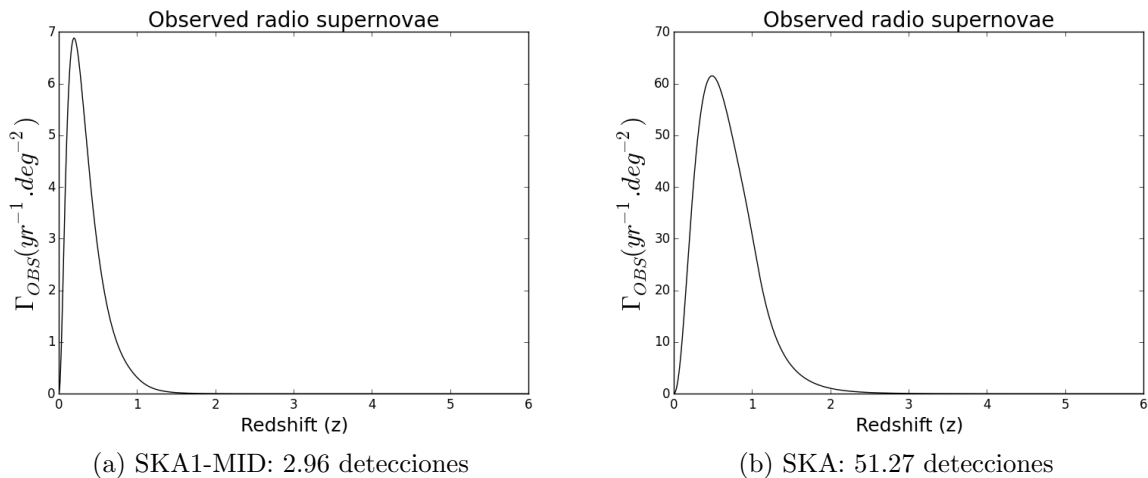 Observed radio supernovae
7
6
5
4
3
2
1
0
Γ_OBS(yr⁻¹.deg⁻²)
0 1 2 3 4 5 6
Redshift (z)
(a) SKA1-MID: 2.96 detecciones
Observed radio supernovae
70
60
50
40
30
20
10
0
Γ_OBS(yr⁻¹.deg⁻²)
0 1 2 3 4 5 6
Redshift (z)
(b) SKA: 51.27 detecciones